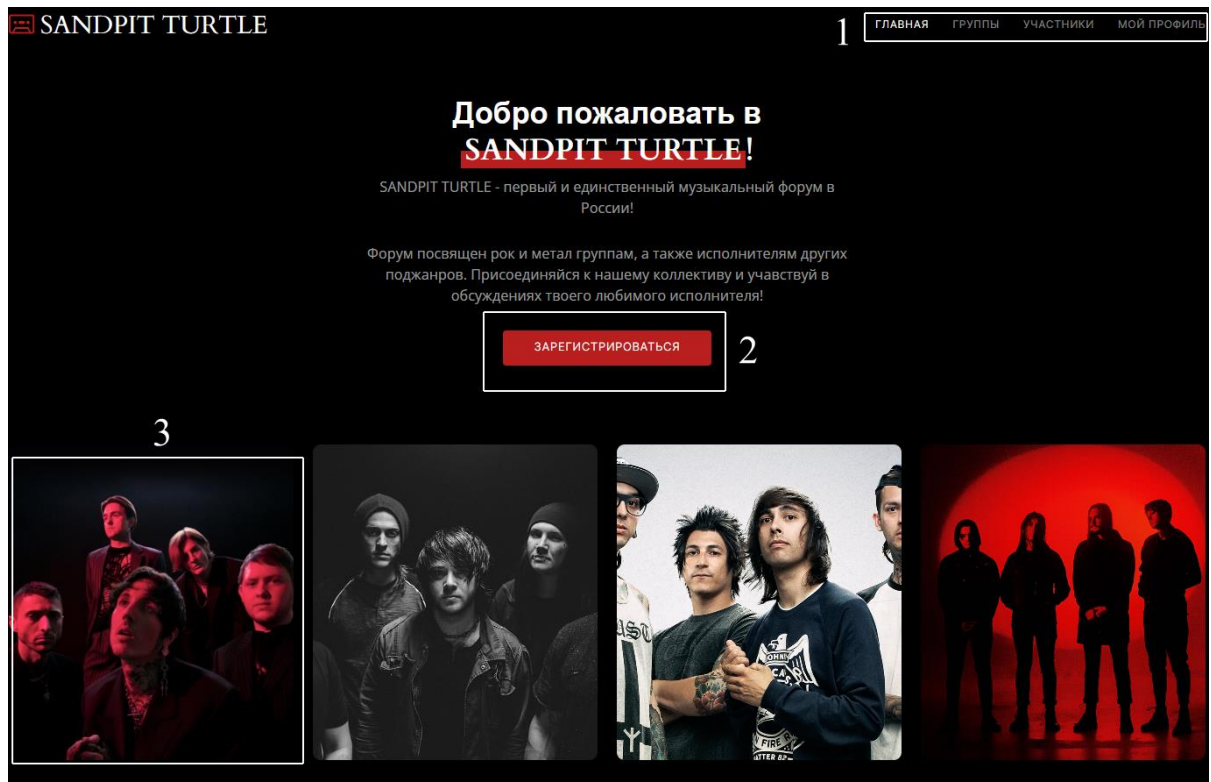 SANDPIT TURTLE
1
ГЛАВНАЯ ГРУППЫ УЧАСТНИКИ МОЙ ПРОФИЛЬ
Добро пожаловать в
SANDPIT TURTLE!
SANDPIT TURTLE - первый и единственный музыкальный форум в
России!
Форум посвящен рок и метал группам, а также исполнителям других
поджанров. Присоединяйся к нашему коллективу и учавствуй в
обсуждениях твоего любимого исполнителя!
ЗАРЕГИСТРИРОВАТЬСЯ
2
3